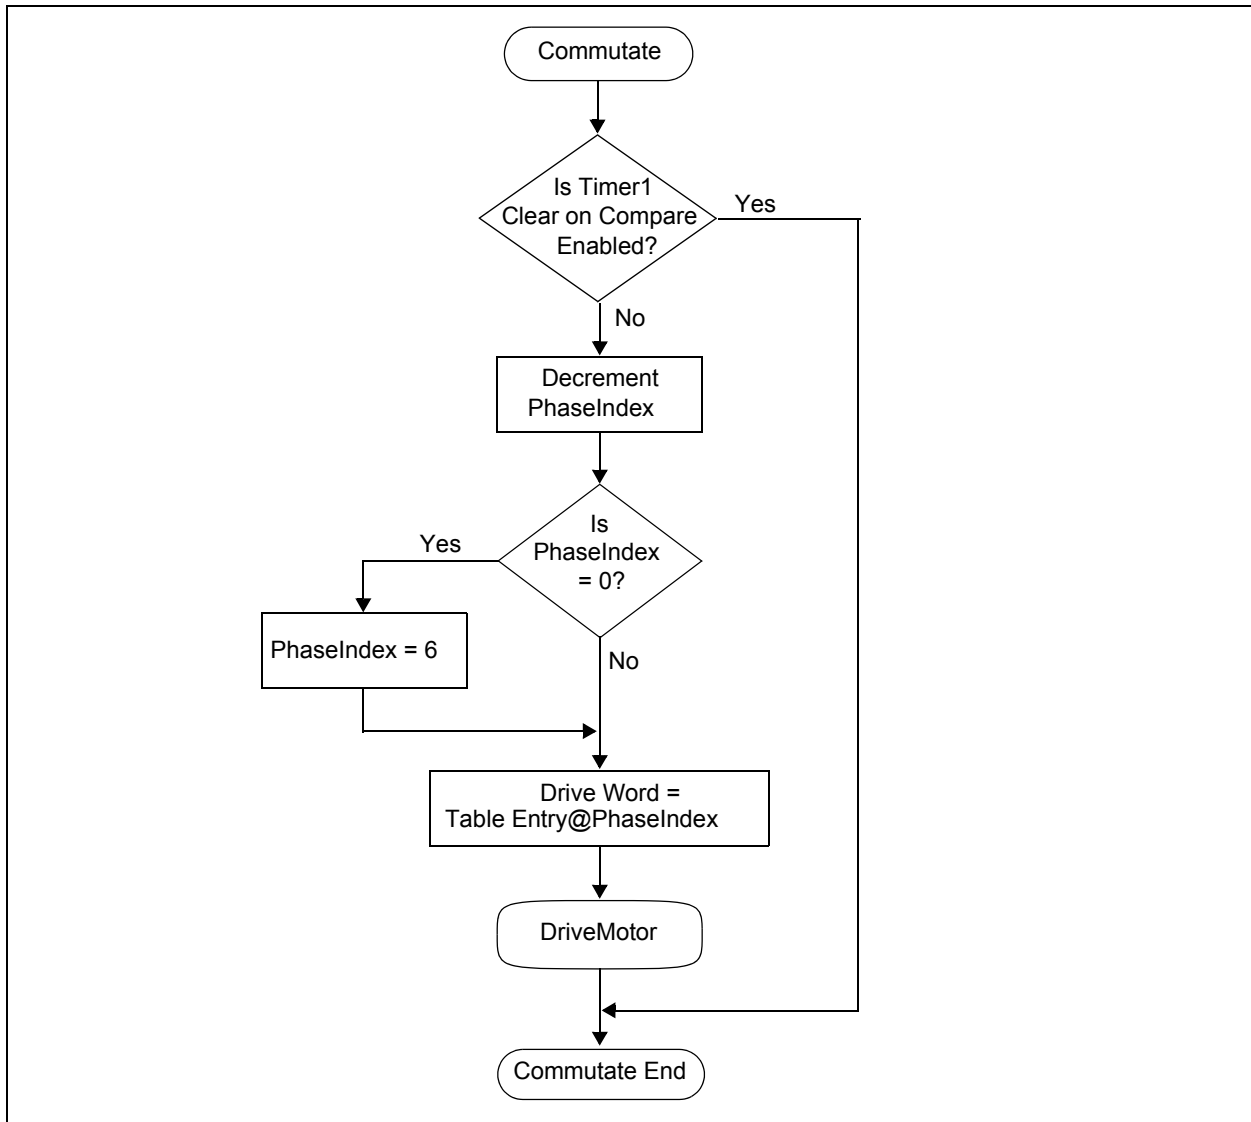 Commutate
Is Timer1
Clear on Compare
Enabled?
Yes
No
Decrement
PhaseIndex
Is
PhaseIndex
= 0?
Yes
PhaseIndex = 6
No
Drive Word =
Table Entry@PhaseIndex
DriveMotor
Commutate End